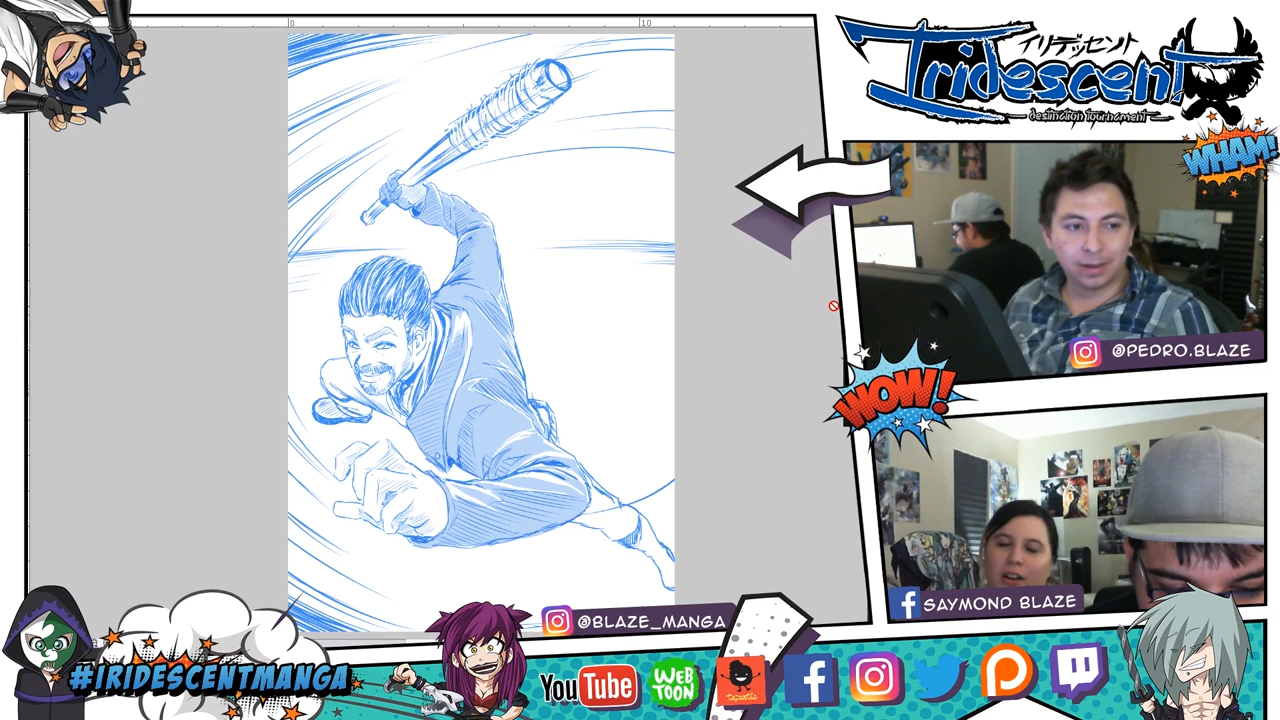 0
10
イリデッセント
Iridescent
destination tournament
WHAM!
@PEDRO.BLAZE
WOW!
SAYMOND BLAZE
@BLAZE_MANGA
#IRIDESCENTMANGA
YouTube
WEB
TOON
tapastic